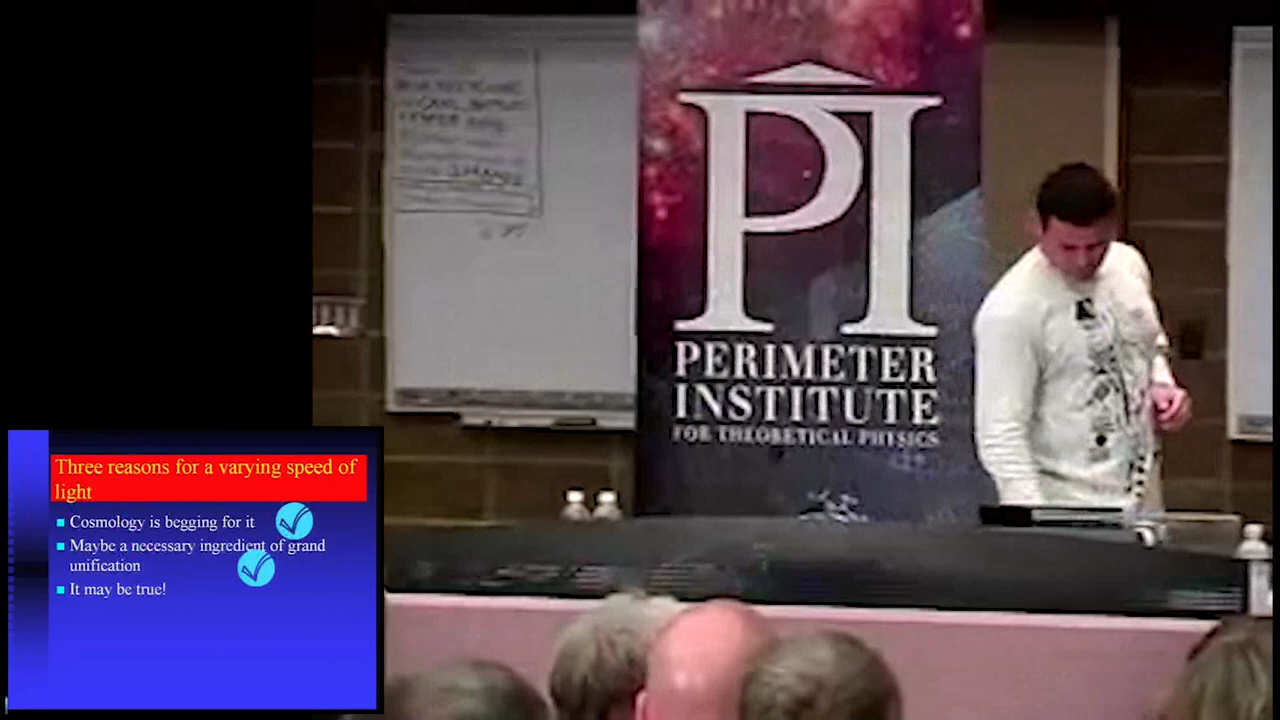 PI
PERIMETER
INSTITUTE
FOR THEORETICAL PHYSICS
Three reasons for a varying speed of
light
Cosmology is begging for it
Maybe a necessary ingredient of grand
unification
It may be true!